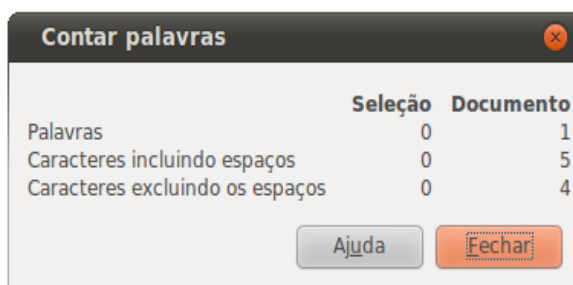 Contar palavras
Seleção Documento
Palavras 0 1
Caracteres incluindo espaços 0 5
Caracteres excluindo os espaços 0 4
Ajuda Fechar